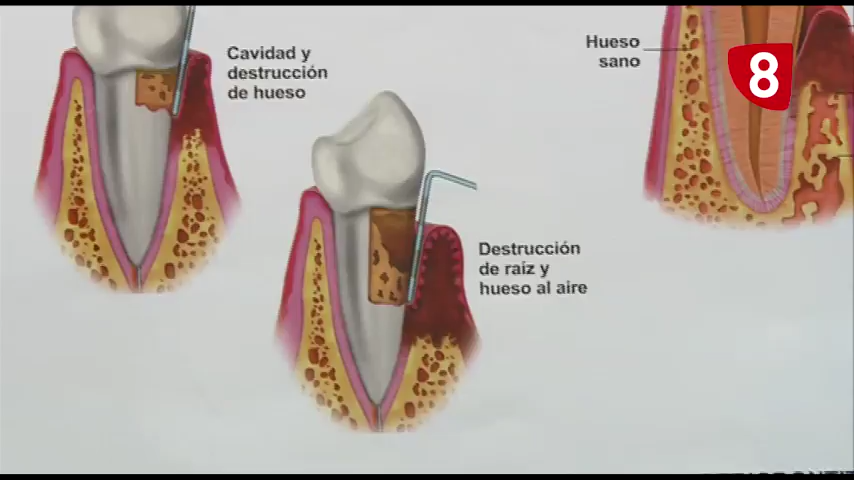 Cavidad y
destrucción
de hueso
Hueso
sano
8
Destrucción
de raíz y
hueso al aire